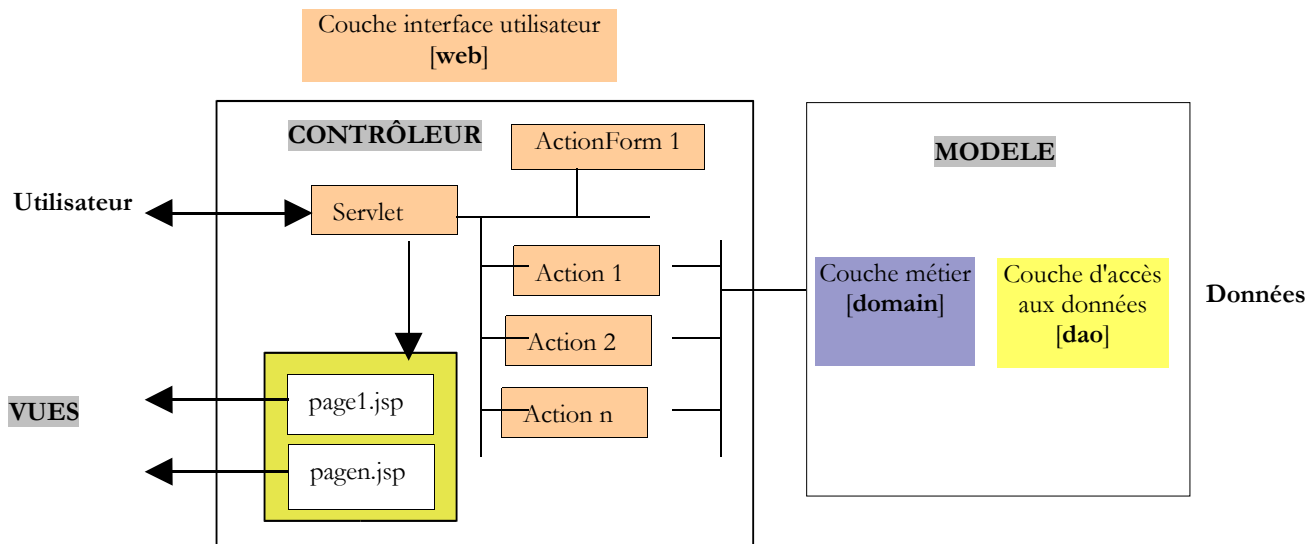 Couche interface utilisateur
[web]
CONTRÔLEUR
ActionForm 1
MODELE
Utilisateur
Servlet
Action 1
Couche métier
[domain]
Couche d'accès
aux données
[dao]
Données
Action 2
VUES
page1.jsp
Action n
pagen.jsp